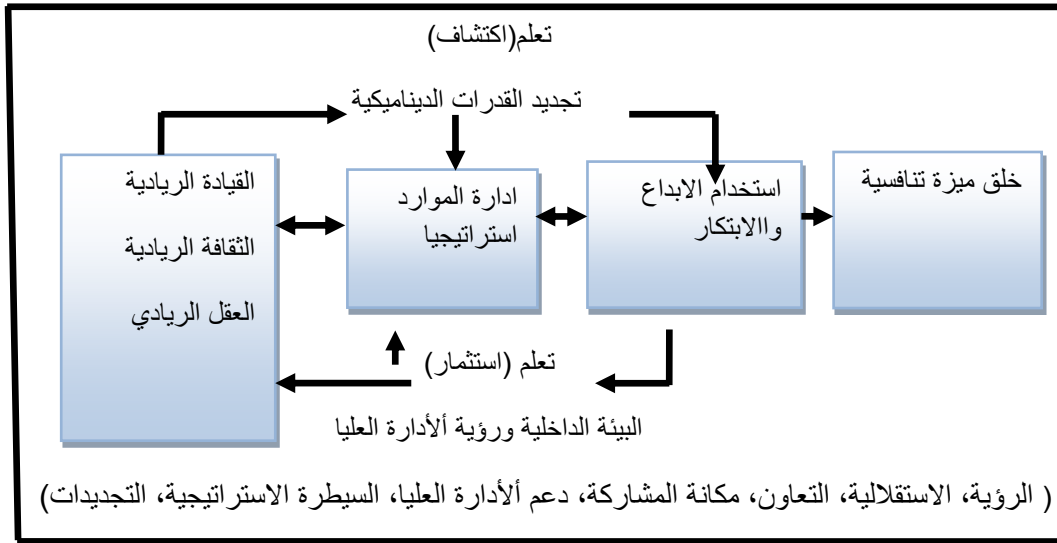 تعلم(اكتشاف)
تجديد القدرات الديناميكية
القيادة الريادية
الثقافة الريادية
العقل الريادي
ادارة الموارد
استراتيجيا
استخدام الابداع
واالابتكار
خلق ميزة تنافسية
تعلم (استثمار)
البيئة الداخلية ورؤية ألأدارة العليا
( الرؤية، الاستقلالية، التعاون، مكانة المشاركة، دعم ألأدارة العليا، السيطرة الاستراتيجية، التجديدات)